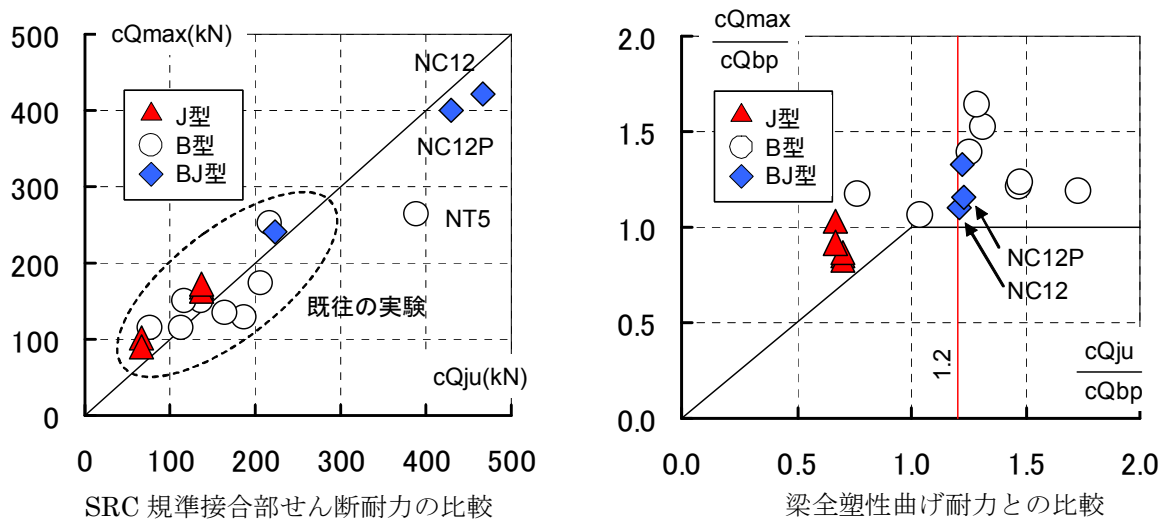 cQmax(kN)
500
400
300
200
100
0
J型
B型
BJ型
NC12
NC12P
NT5
既往の実験
cQju(kN)
0 100 200 300 400 500
SRC 規準接合部せん断耐力の比較
cQmax
cQbp
2.0
1.5
1.0
0.5
0.0
J型
B型
BJ型
NC12P
NC12
1.2
cQju
cQbp
0.0 0.5 1.0 1.5 2.0
梁全塑性曲げ耐力との比較